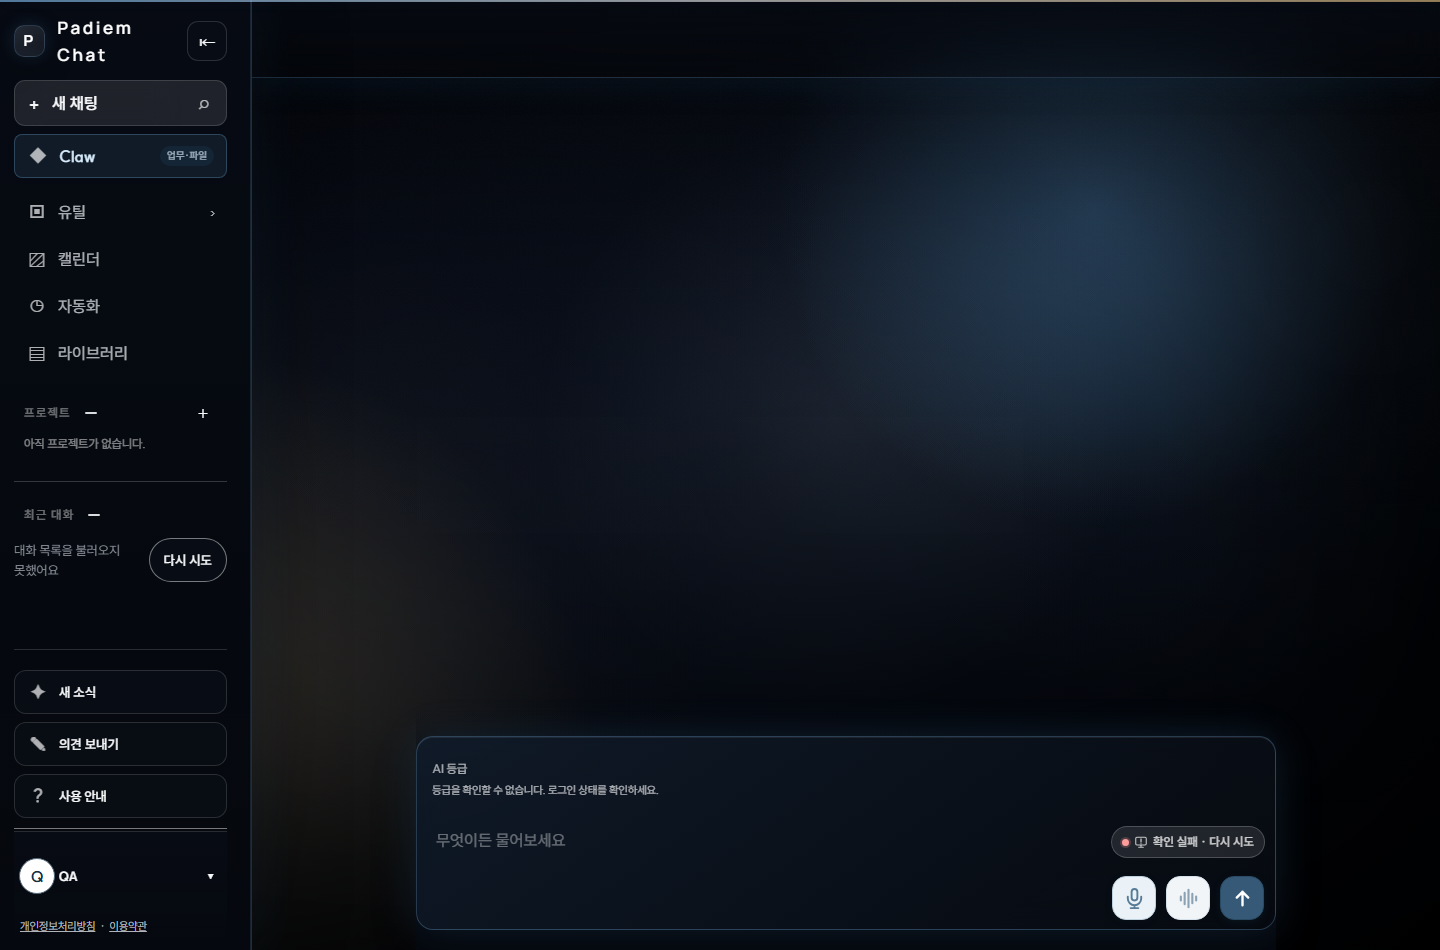 P
Padiem
Chat
+ 새 채팅
Claw
업무·파일
유틸
캘린더
자동화
라이브러리
프로젝트
아직 프로젝트가 없습니다.
최근 대화
대화 목록을 불러오지
못했어요
다시 시도
새 소식
의견 보내기
? 사용 안내
Q QA
개인정보처리방침 · 이용약관
AI 등급
등급을 확인할 수 없습니다. 로그인 상태를 확인하세요.
무엇이든 물어보세요
확인 실패 · 다시 시도